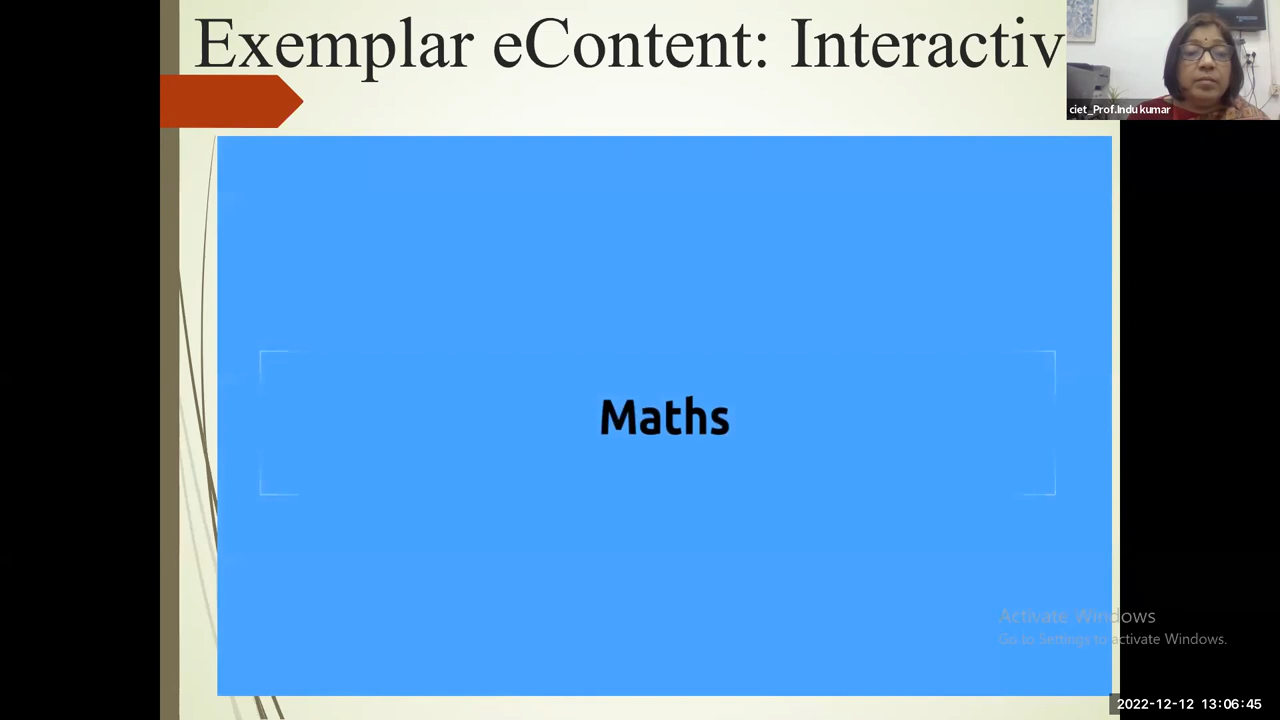 Exemplar eContent: Interactiv
ciet_Prof.Indu kumar
Maths
Activate Windows
Go to Settings to activate Windows.
2022-12-12 13:06:45